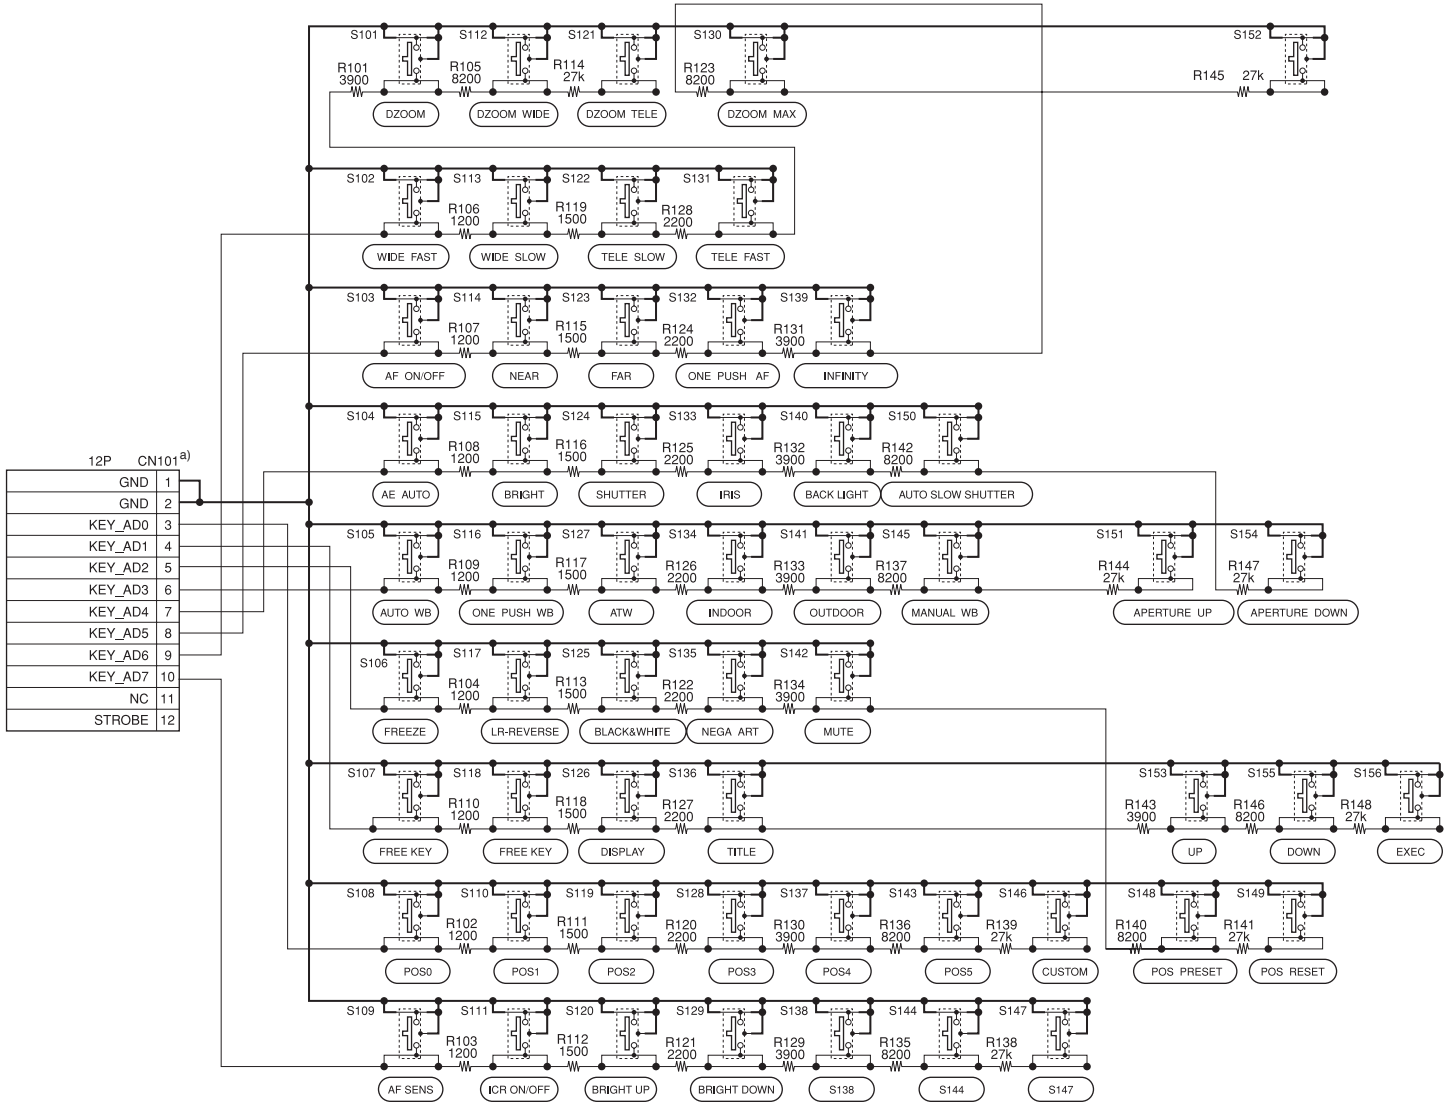 S101 S112 S121 S130 S152
R101 R105 R114 R123 R145 27k
3900 8200 27k 8200
DZOOM DZOOM WIDE DZOOM TELE DZOOM MAX
S102 S113 S122 S131
R106 R119 R128
1200 1500 2200
WIDE FAST WIDE SLOW TELE SLOW TELE FAST
S103 S114 S123 S132 S139
R107 R115 R124 R131
1200 1500 2200 3900
AF ON/OFF NEAR FAR ONE PUSH AF INFINITY
S104 S115 S124 S133 S140 S150
R108 R116 R125 R132 R142
1200 1500 2200 3900 8200
AE AUTO BRIGHT SHUTTER IRIS BACK LIGHT AUTO SLOW SHUTTER
12P CN101a)
GND 1
GND 2
KEY_AD0 3
KEY_AD1 4
KEY_AD2 5
KEY_AD3 6
KEY_AD4 7
KEY_AD5 8
KEY_AD6 9
KEY_AD7 10
NC 11
STROBE 12
S105 S116 S127 S134 S141 S145 S151 S154
R109 R117 R126 R133 R137 R144 R147
1200 1500 2200 3900 8200 27k 27k
AUTO WB ONE PUSH WB ATW INDOOR OUTDOOR MANUAL WB APERTURE UP APERTURE DOWN
S106 S117 S125 S135 S142
R104 R113 R122 R134
1200 1500 2200 3900
FREEZE LR-REVERSE BLACK&WHITE NEGA ART MUTE
S107 S118 S126 S136 S153 S155 S156
R110 R118 R127 R143 R146 R148
1200 1500 2200 3900 8200 27k
FREE KEY FREE KEY DISPLAY TITLE UP DOWN EXEC
S108 S110 S119 S128 S137 S143 S146 S148 S149
R102 R111 R120 R130 R136 R139 R140 R141
1200 1500 2200 3900 8200 27k 8200 27k
POS0 POS1 POS2 POS3 POS4 POS5 CUSTOM POS PRESET POS RESET
S109 S111 S120 S129 S138 S144 S147
R103 R112 R121 R129 R135 R138
1200 1500 2200 3900 8200 27k
AF SENS ICR ON/OFF BRIGHT UP BRIGHT DOWN S138 S144 S147